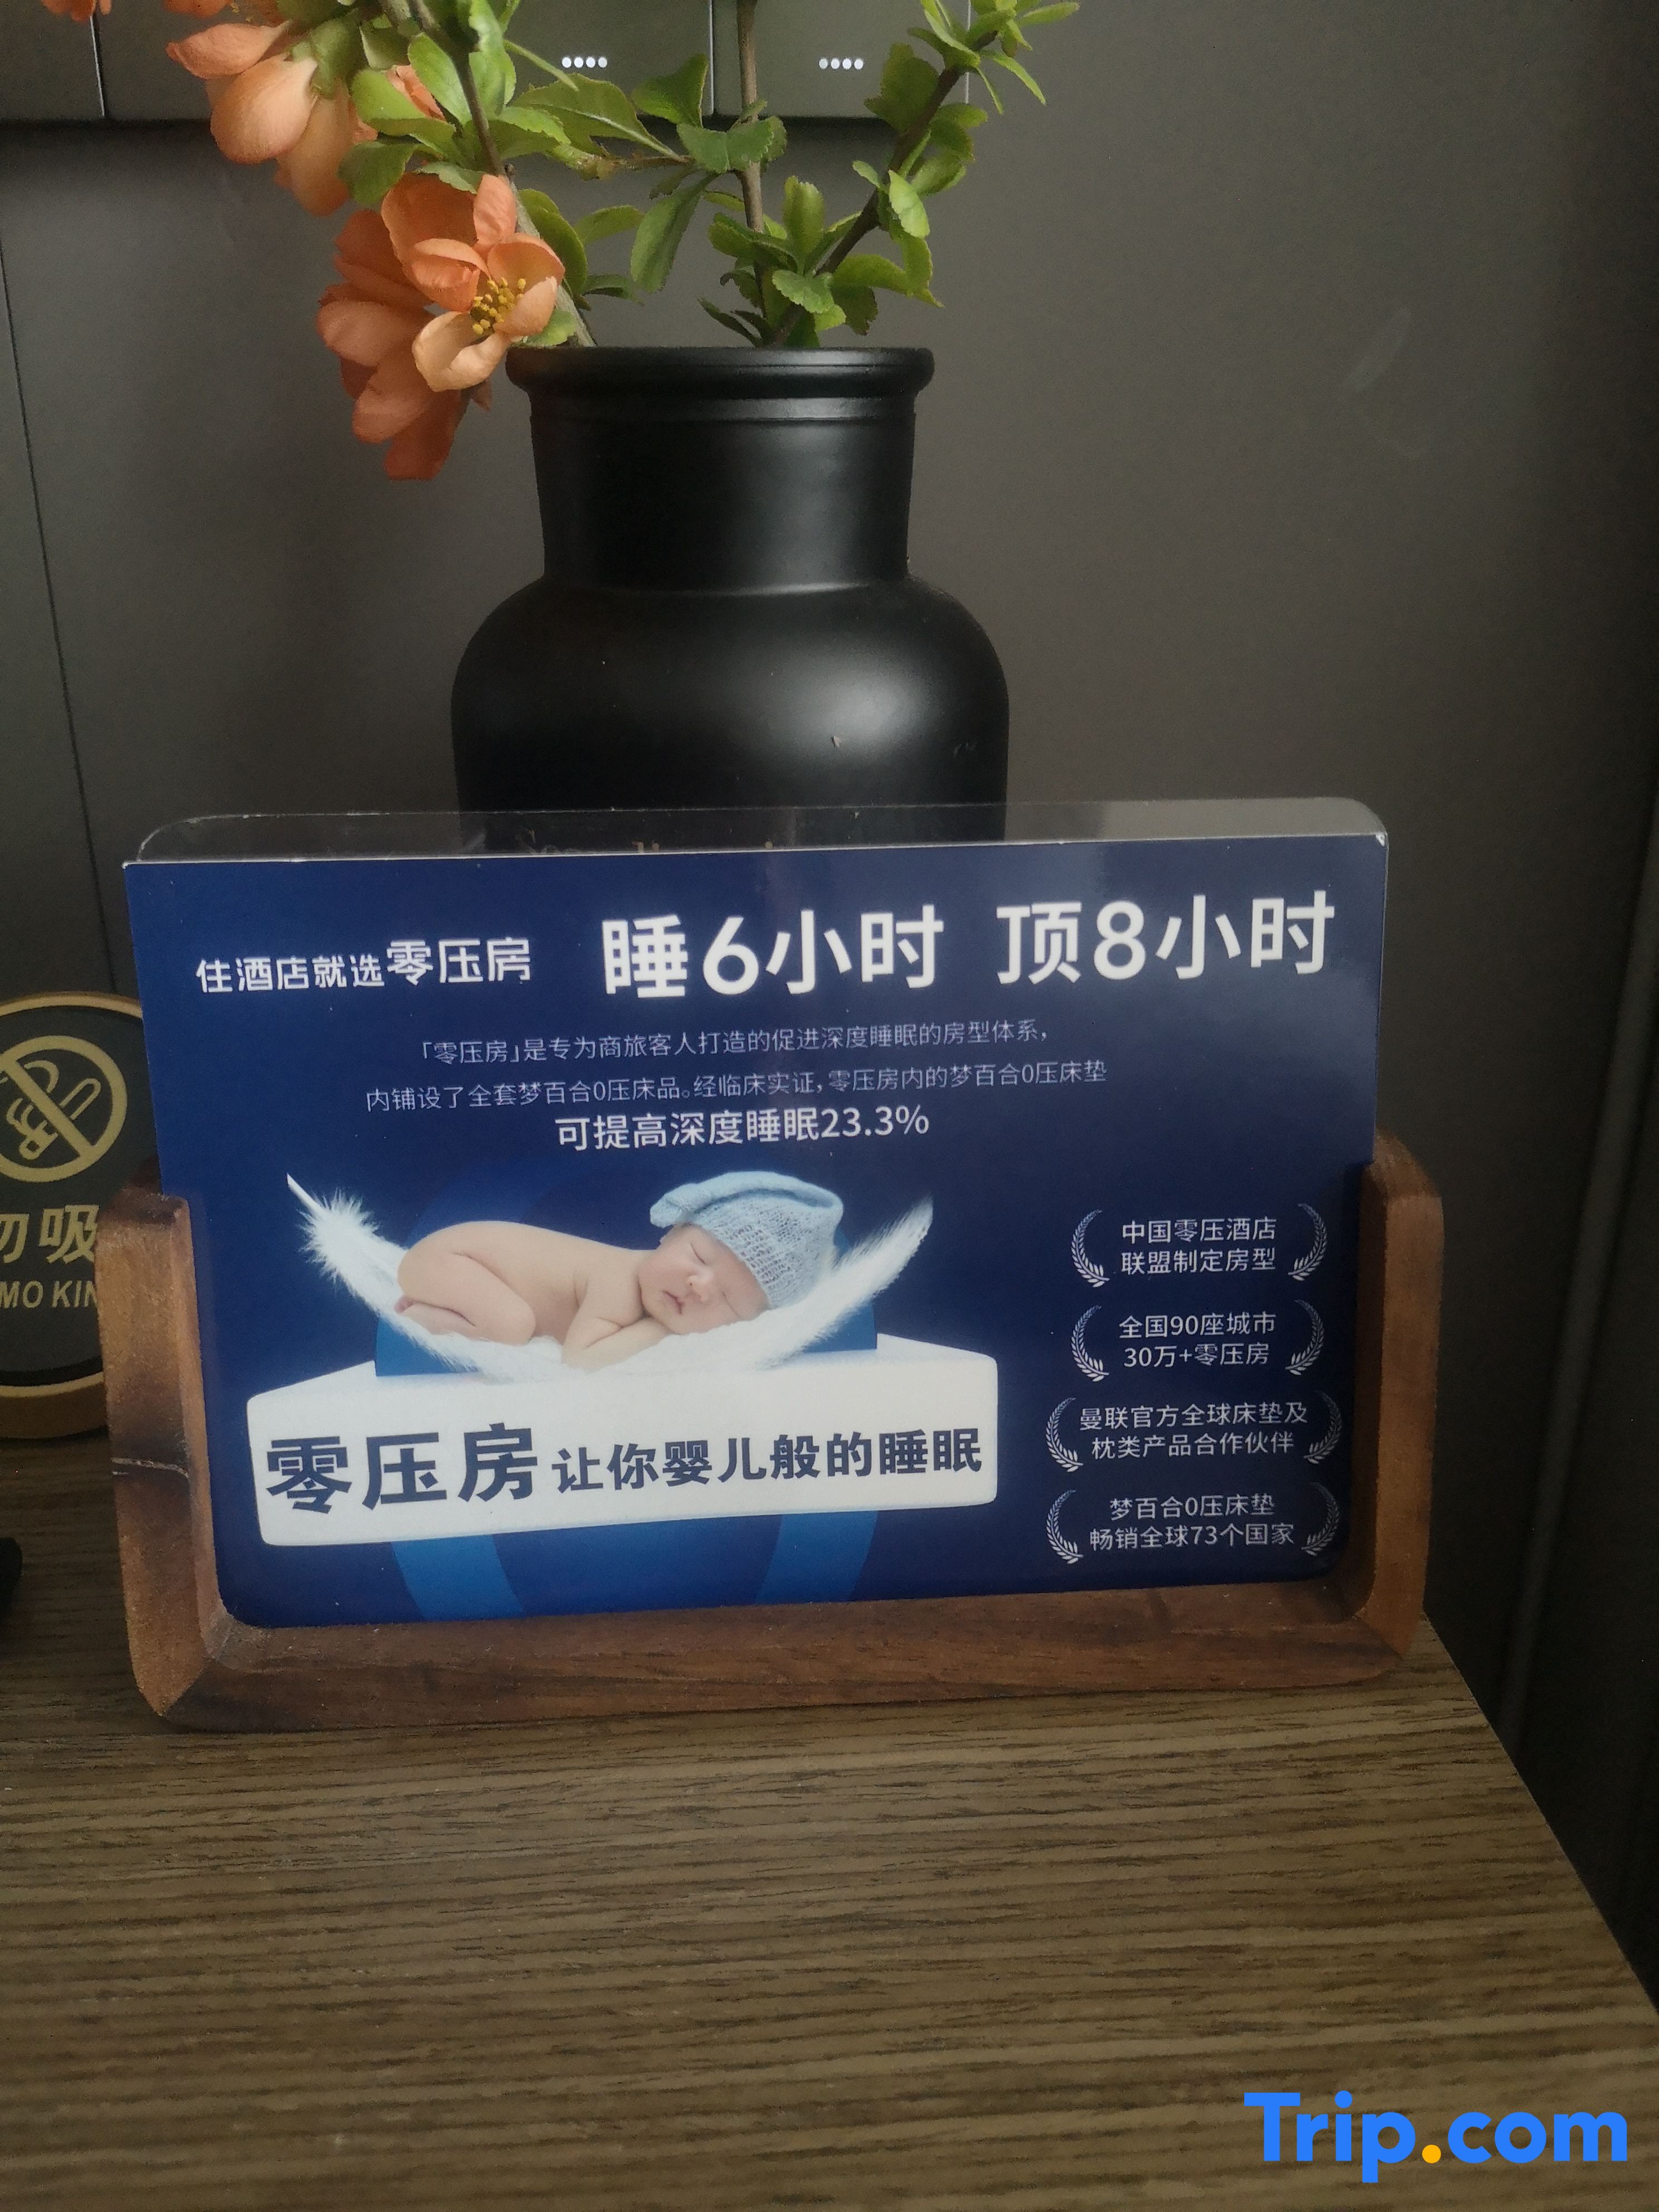 住酒店就选零压房 睡6小时 顶8小时
「零压房」是专为商旅客人打造的促进深度睡眠的房型体系，
内铺设了全套梦百合0压床品。经临床实证，零压房内的梦百合0压床垫
可提高深度睡眠23.3%
中国零压酒店
联盟制定房型
全国90座城市
30万+零压房
曼联官方全球床垫及
枕类产品合作伙伴
梦百合0压床垫
畅销全球73个国家
零压房 让你婴儿般的睡眠
勿吸
MO KIN
Trip.com